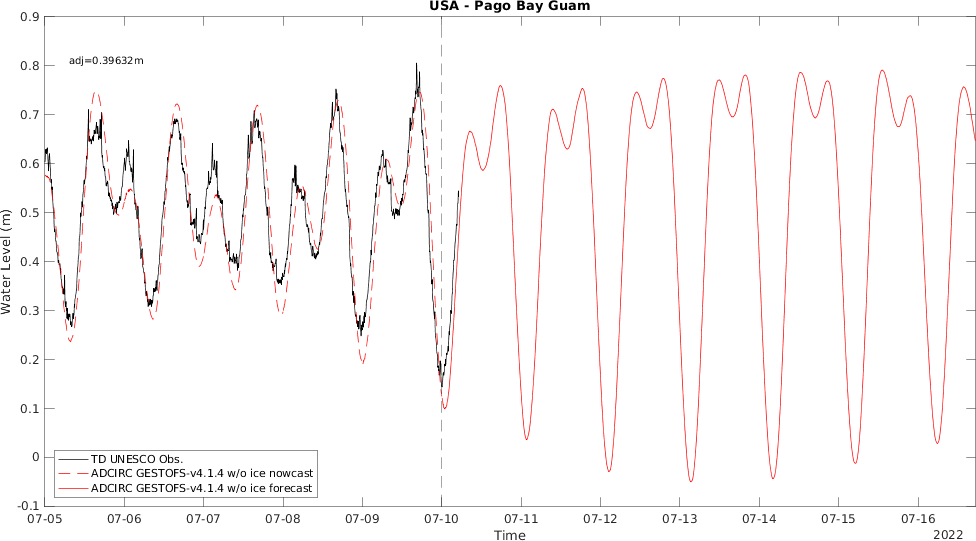 USA - Pago Bay Guam
adj=0.39632m
Water Level (m)
0.9
0.8
0.7
0.6
0.5
0.4
0.3
0.2
0.1
0
-0.1
TD UNESCO Obs.
ADCIRC GESTOFS-v4.1.4 w/o ice nowcast
ADCIRC GESTOFS-v4.1.4 w/o ice forecast
07-05 07-06 07-07 07-08 07-09 07-10 07-11 07-12 07-13 07-14 07-15 07-16
Time
2022